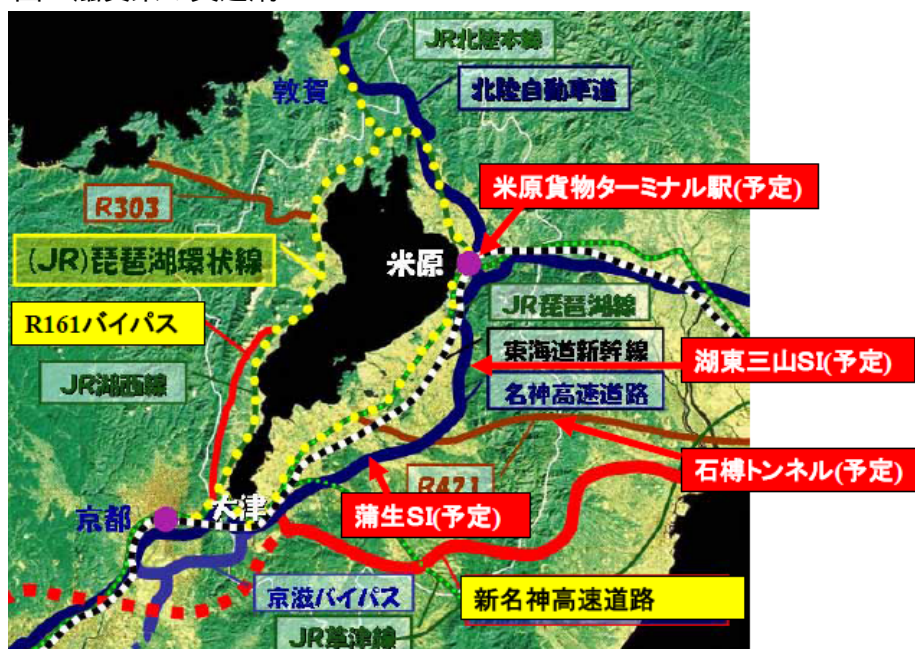 JR北陸本線
敦賀
北陸自動車道
米原貨物ターミナル駅(予定)
R303
(JR)琵琶湖環状線
米原
R161バイパス
JR琵琶湖線
東海道新幹線
湖東三山SI(予定)
JR湖西線
名神高速道路
R421
石榑トンネル(予定)
大津
京都
蒲生SI(予定)
京滋バイパス
新名神高速道路
JR草津線